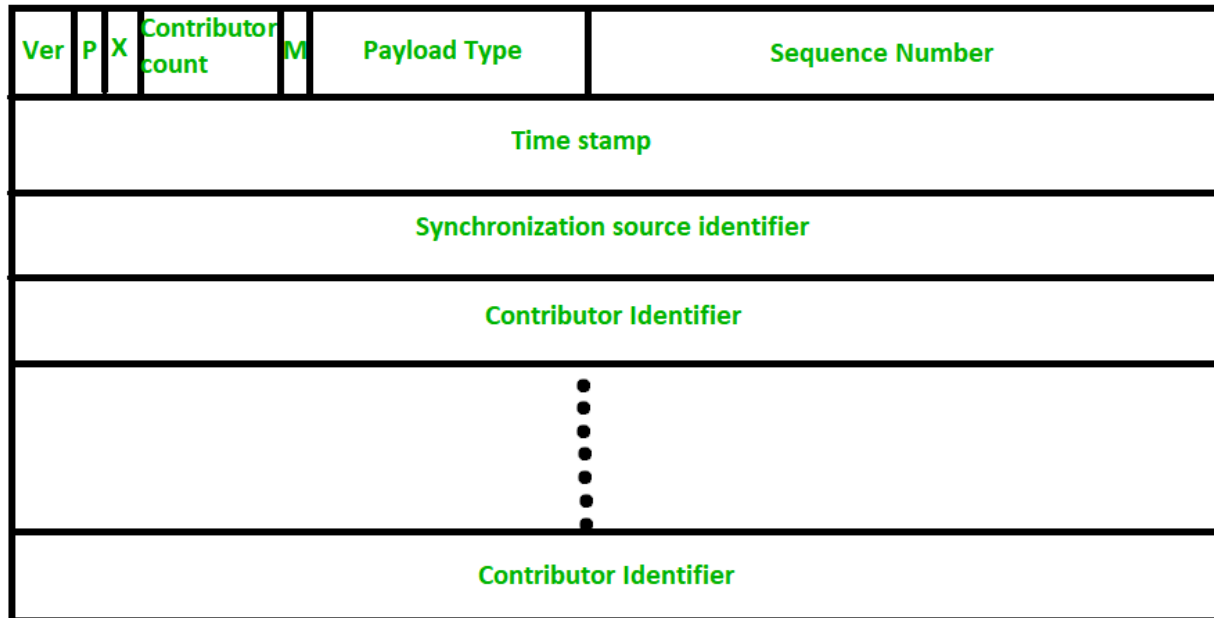 Ver P X Contributor count M Payload Type Sequence Number
Time stamp
Synchronization source identifier
Contributor Identifier
Contributor Identifier